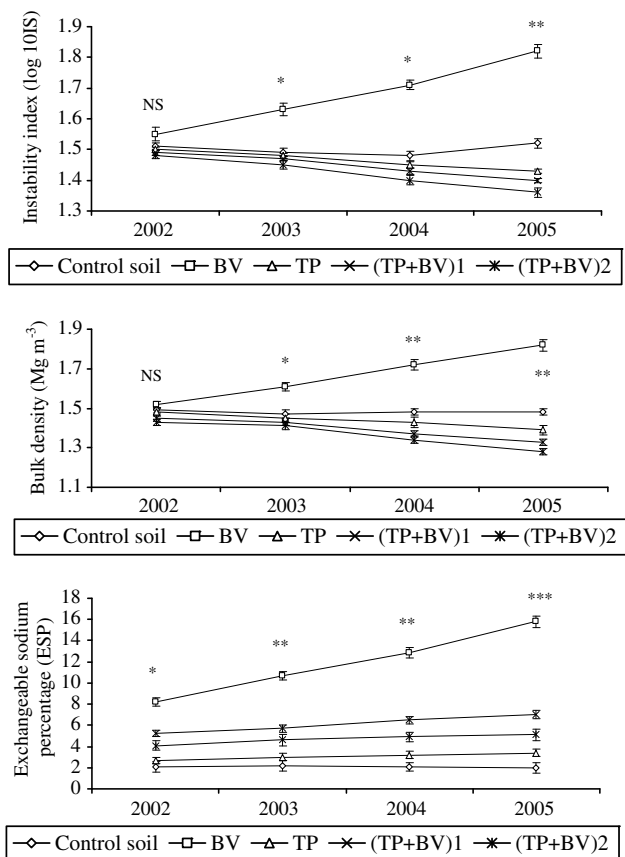 Instability index (log 10IS)
1.8
1.7
1.6
1.5
1.4
1.3
1.9
NS
*
*
**
2002 2003 2004 2005
Control soil BV TP (TP+BV)1 (TP+BV)2
Bulk density (Mg m-3)
1.9
1.7
1.5
1.3
1.1
NS
*
**
**
2002 2003 2004 2005
Control soil BV TP (TP+BV)1 (TP+BV)2
Exchangeable sodium
percentage (ESP)
18
16
14
12
10
8
6
4
2
0
*
**
**
***
2002 2003 2004 2005
Control soil BV TP (TP+BV)1 (TP+BV)2